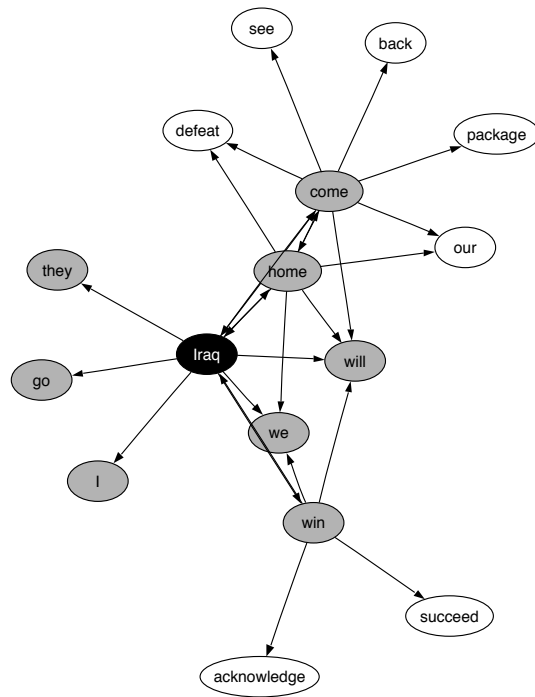 see
back
defeat
package
come
our
home
they
Iraq
will
go
we
I
win
succeed
acknowledge